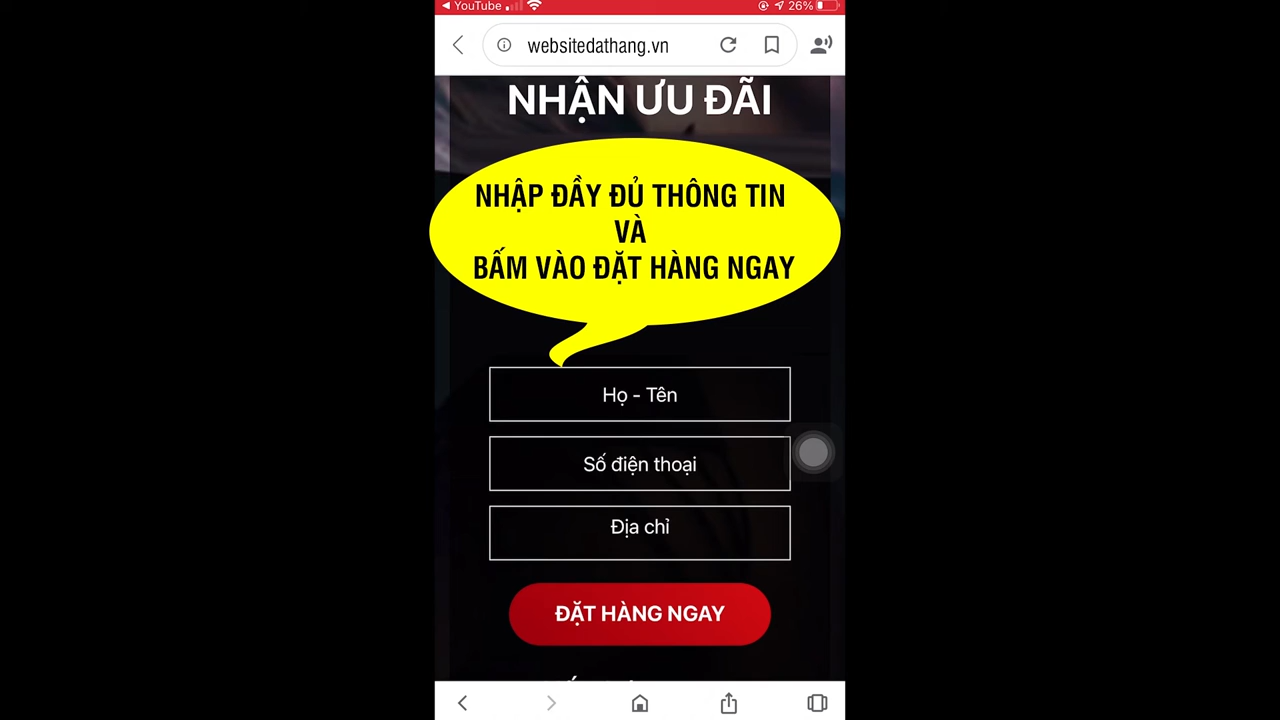 YouTube
26%
websitedathang.vn
NHẬN ƯU ĐÃI
NHẬP ĐẦY ĐỦ THÔNG TIN
VÀ
BẤM VÀO ĐẶT HÀNG NGAY
Họ - Tên
Số điện thoại
Địa chỉ
ĐẶT HÀNG NGAY